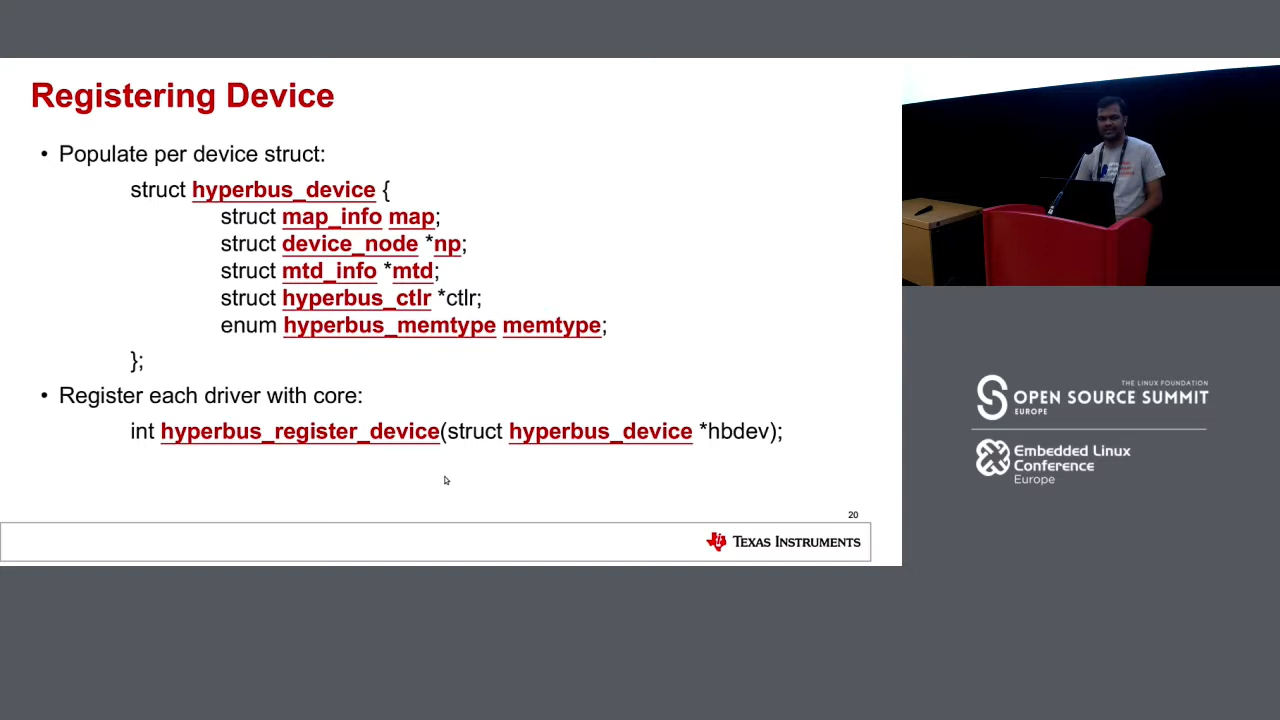 Registering Device
• Populate per device struct:
struct hyperbus_device {
struct map_info map;
struct device_node *np;
struct mtd_info *mtd;
struct hyperbus_ctlr *ctlr;
enum hyperbus_memtype memtype;
};
• Register each driver with core:
int hyperbus_register_device(struct hyperbus_device *hbdev);
20
TEXAS INSTRUMENTS
THE LINUX FOUNDATION
OPEN SOURCE SUMMIT
EUROPE
Embedded Linux
Conference
Europe